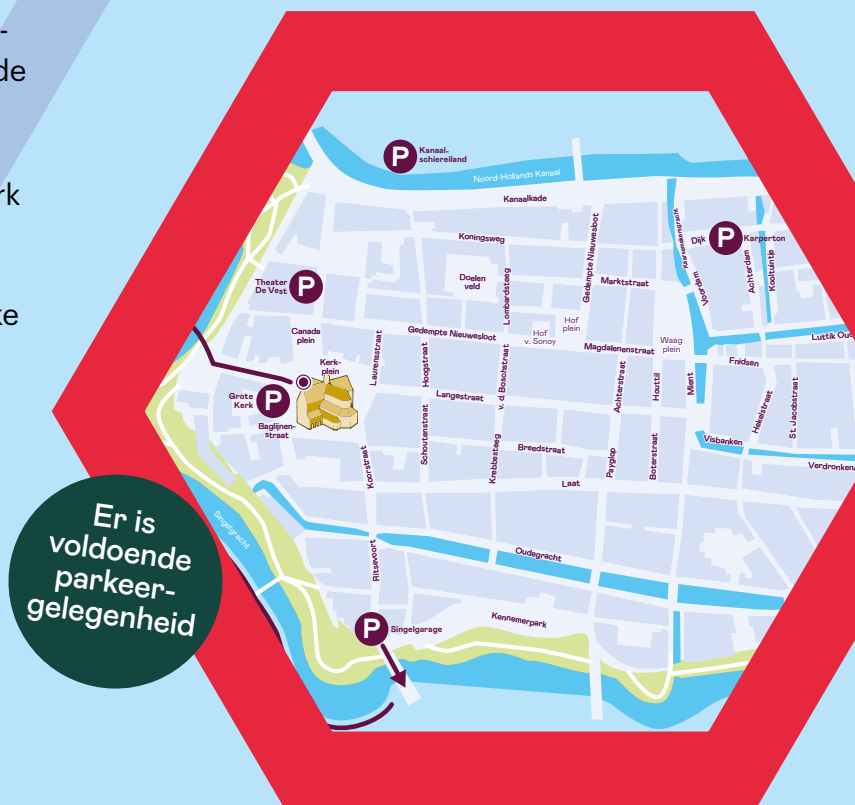 -
de
rk
ke
P
Kanaal-
schiereiland
Noord-Hollands Kanaal
Kanaalkade
Koningsweg
Gedempte Nieuwesloot
Dijk
P
Karperton
Voordam
Achterdam
Kooltuintje
Theater
De Vest
P
Doelen
veld
Lombardsteeg
Marktstraat
Canada
plein
Laurensstraat
Gedempte Nieuwesloot
Hoogstraat
v. d. Boschstraat
Hof
v. Sonoy
Hof
plein
Magdalenenstraat
Waag
plein
Luttik Oud
Fnidsen
Kerk-
plein
Grote
Kerk
P
Baglijnen-
straat
Langestraat
Achterstraat
Houttil
Mient
Hekelstraat
St. Jacobstraat
Koorstraat
Schoutenstraat
Krebbesteeg
Breedstraat
Payglop
Boterstraat
Visbanken
Verdronken
Laat
Singelgracht
Ritsevoort
Oudegracht
Er is
voldoende
parkeer-
gelegenheid
P
Singelgarage
Kennemerpark